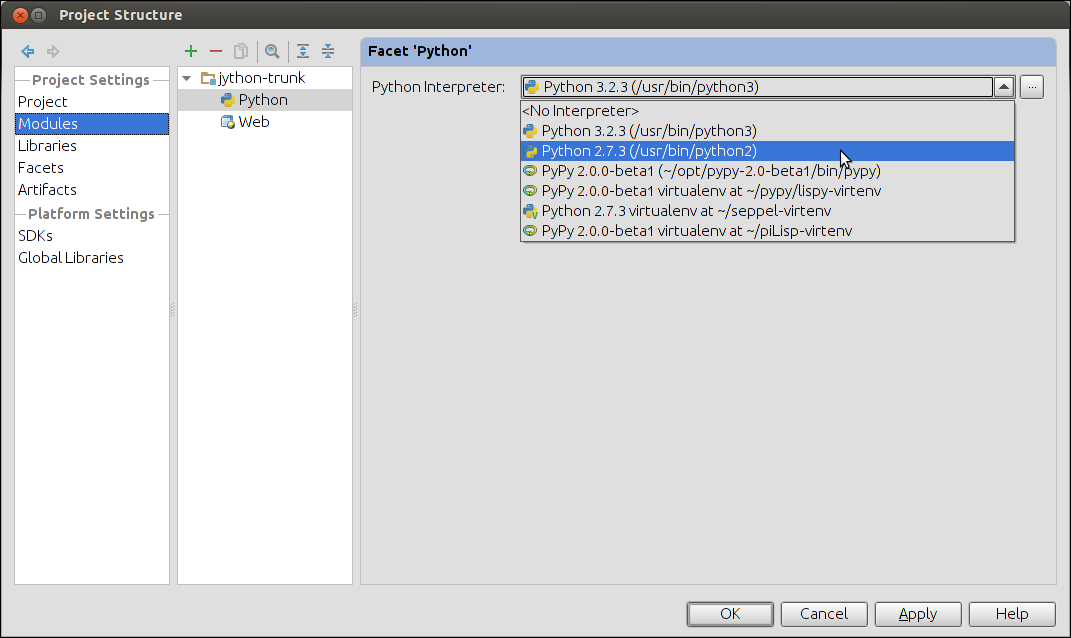 Project Structure
Project Settings
Project
Modules
Libraries
Facets
Artifacts
Platform Settings
SDKs
Global Libraries
jython-trunk
Python
Web
Facet 'Python'
Python Interpreter:
Python 3.2.3 (/usr/bin/python3)
...
<No Interpreter>
Python 3.2.3 (/usr/bin/python3)
Python 2.7.3 (/usr/bin/python2)
PyPy 2.0.0-beta1 (~/opt/pypy-2.0-beta1/bin/pypy)
PyPy 2.0.0-beta1 virtualenv at ~/pypy/lispy-virtenv
Python 2.7.3 virtualenv at ~/seppel-virtenv
PyPy 2.0.0-beta1 virtualenv at ~/piLisp-virtenv
OK
Cancel
Apply
Help